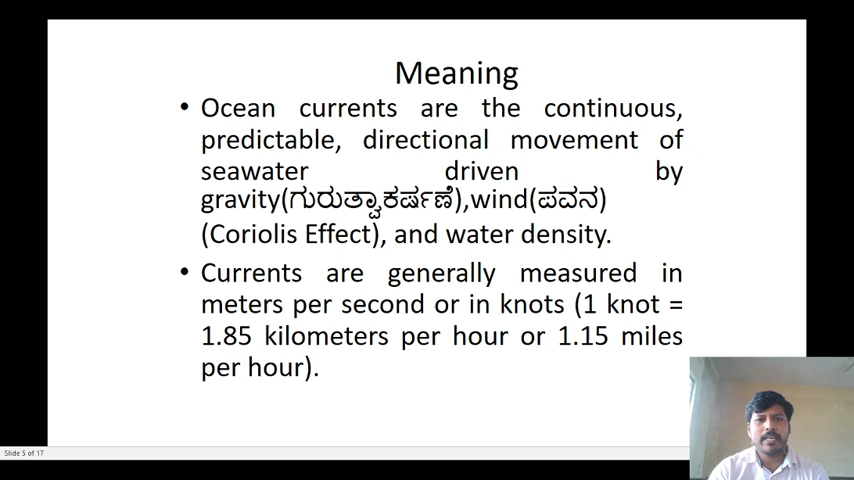 Meaning
• Ocean currents are the continuous,
predictable, directional movement of
seawater driven by
gravity(ಗುರುತ್ವಾಕರ್ಷಣೆ),wind(ಪವನ)
(Coriolis Effect), and water density.
• Currents are generally measured in
meters per second or in knots (1 knot =
1.85 kilometers per hour or 1.15 miles
per hour).
Slide 5 of 17